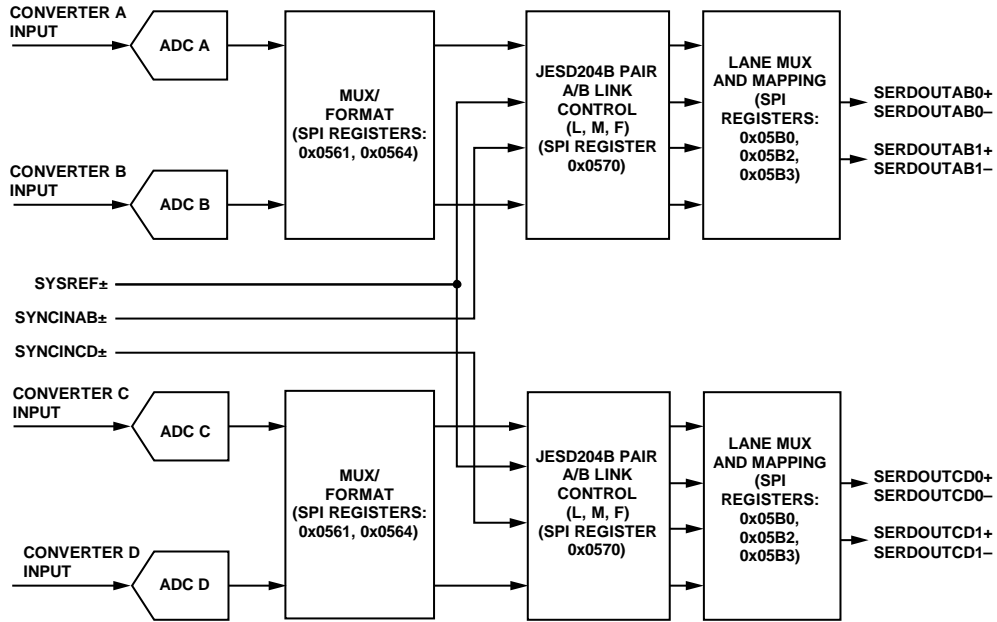 CONVERTER A
INPUT
ADC A
MUX/
FORMAT
(SPI REGISTERS:
0x0561, 0x0564)
JESD204B PAIR
A/B LINK
CONTROL
(L, M, F)
(SPI REGISTER
0x0570)
LANE MUX
AND MAPPING
(SPI
REGISTERS:
0x05B0,
0x05B2,
0x05B3)
SERDOUTAB0+
SERDOUTAB0–
SERDOUTAB1+
SERDOUTAB1–
CONVERTER B
INPUT
ADC B
SYSREF±
SYNCINAB±
SYNCINCD±
CONVERTER C
INPUT
ADC C
MUX/
FORMAT
(SPI REGISTERS:
0x0561, 0x0564)
JESD204B PAIR
A/B LINK
CONTROL
(L, M, F)
(SPI REGISTER
0x0570)
LANE MUX
AND MAPPING
(SPI
REGISTERS:
0x05B0,
0x05B2,
0x05B3)
SERDOUTCD0+
SERDOUTCD0–
SERDOUTCD1+
SERDOUTCD1–
CONVERTER D
INPUT
ADC D